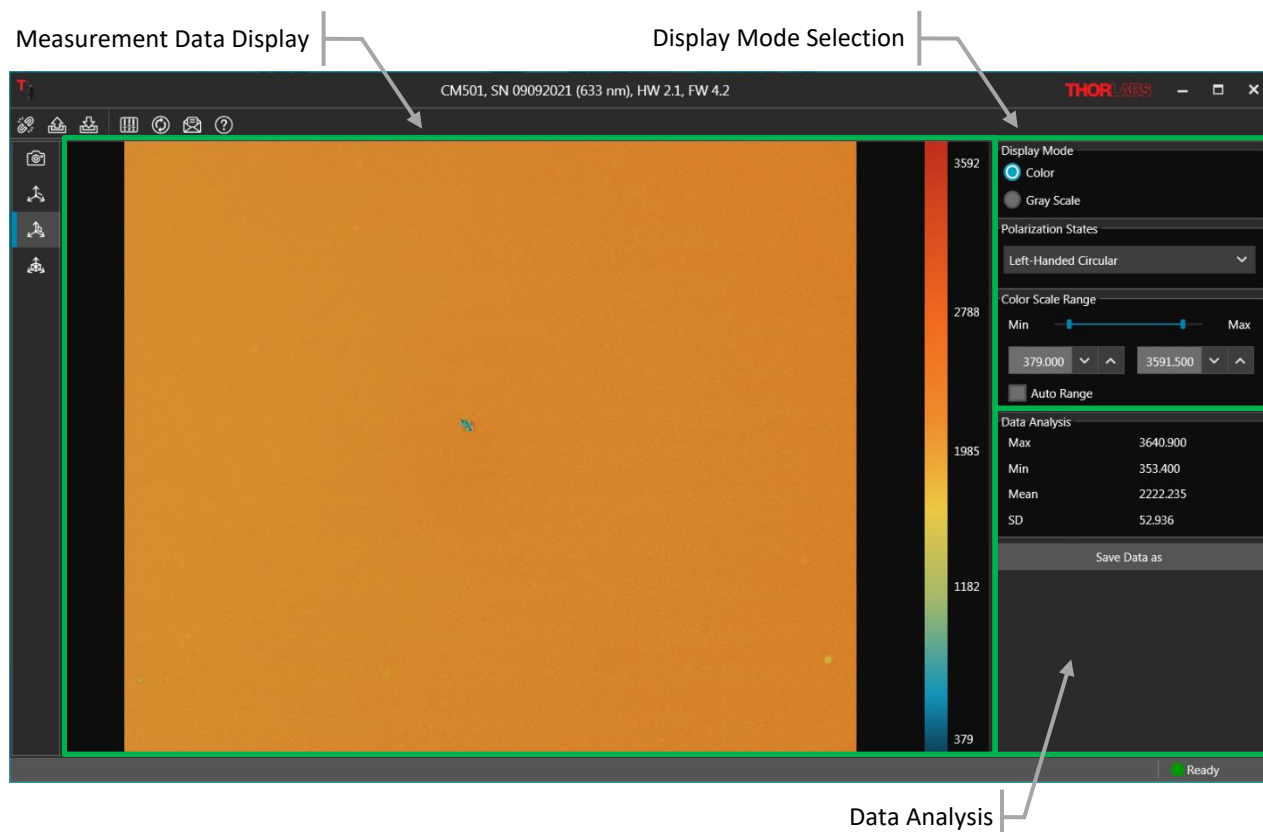 Measurement Data Display
Display Mode Selection
CM501, SN 09092021 (633 nm), HW 2.1, FW 4.2
THORLABS
3592
2788
1985
1182
379
Display Mode
Color
Gray Scale
Polarization States
Left-Handed Circular
Color Scale Range
Min Max
379.000 3591.500
Auto Range
Data Analysis
Max 3640.900
Min 353.400
Mean 2222.235
SD 52.936
Save Data as
Ready
Data Analysis